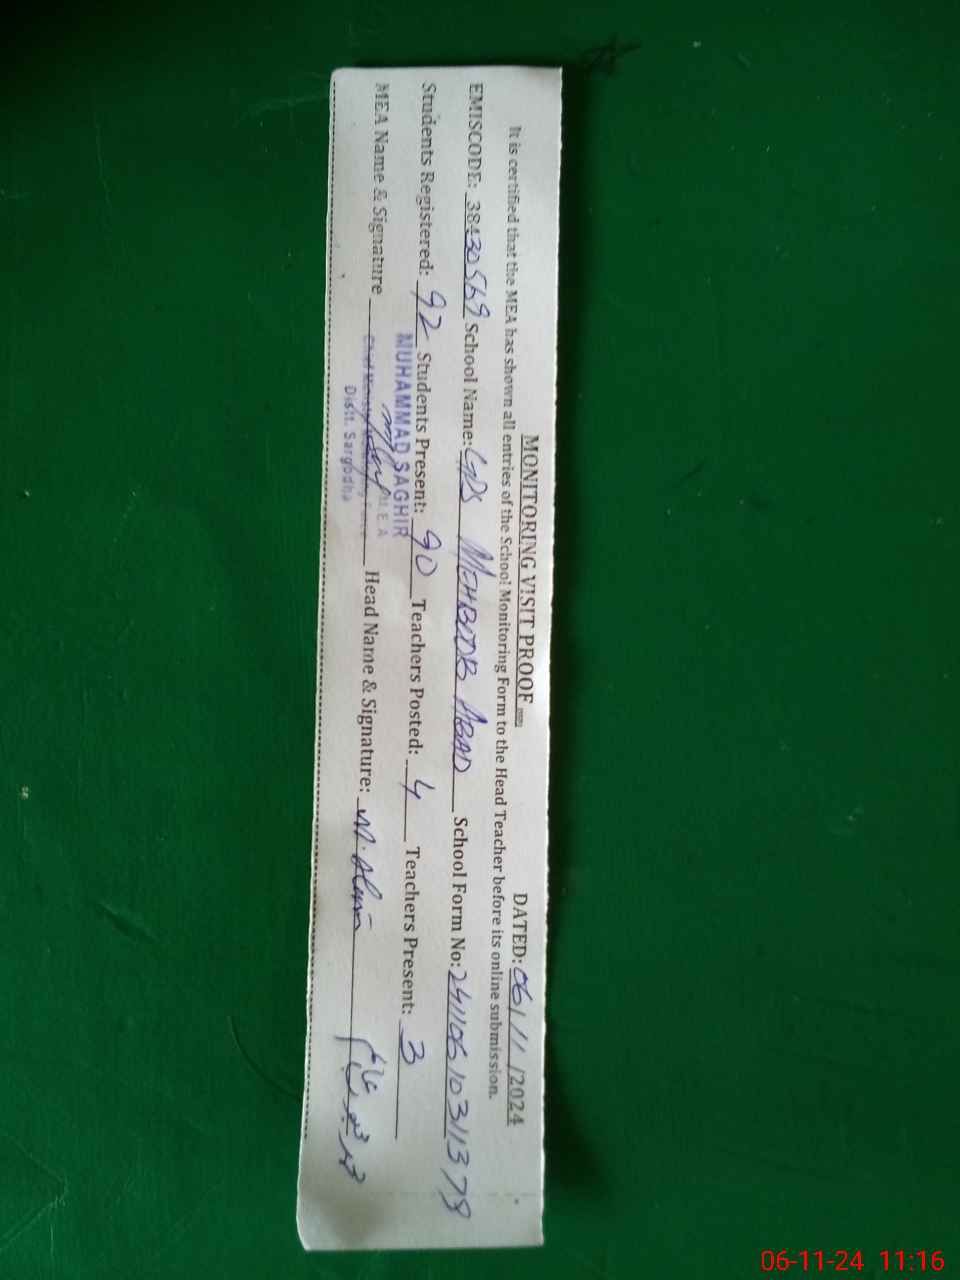 MONITORING VISIT PROOF DATED: 06/11/2024
It is certified that the MEA has shown all entries of the School Monitoring Form to the Head Teacher before its online submission.
EMISCODE: 38430569 School Name: GPS MEHBOOB ABAD School Form No: 241106103111378
Students Registered: 92 Students Present: 90 Teachers Posted: 4 Teachers Present: 3
MUHAMMAD SAGHIR
M.E.A
MEA Name & Signature Head Name & Signature:
Distt. Sargodha
06-11-24 11:16